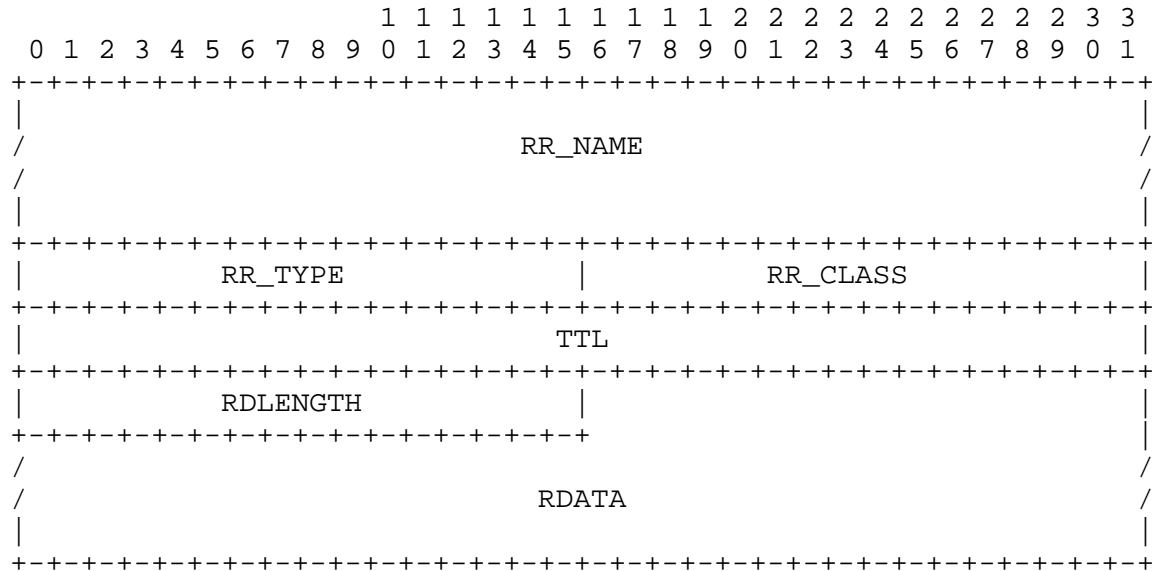 1 1 1 1 1 1 1 1 1 1 2 2 2 2 2 2 2 2 2 2 3 3
 0 1 2 3 4 5 6 7 8 9 0 1 2 3 4 5 6 7 8 9 0 1 2 3 4 5 6 7 8 9 0 1
+-+-+-+-+-+-+-+-+-+-+-+-+-+-+-+-+-+-+-+-+-+-+-+-+-+-+-+-+-+-+-+-+
|                                                               |
/                            RR_NAME                            /
/                                                               /
|                                                               |
+-+-+-+-+-+-+-+-+-+-+-+-+-+-+-+-+-+-+-+-+-+-+-+-+-+-+-+-+-+-+-+-+
|           RR_TYPE             |          RR_CLASS             |
+-+-+-+-+-+-+-+-+-+-+-+-+-+-+-+-+-+-+-+-+-+-+-+-+-+-+-+-+-+-+-+-+
|                              TTL                              |
+-+-+-+-+-+-+-+-+-+-+-+-+-+-+-+-+-+-+-+-+-+-+-+-+-+-+-+-+-+-+-+-+
|           RDLENGTH            |                               |
+-+-+-+-+-+-+-+-+-+-+-+-+-+-+-+-+                               |
/                                                               /
/                             RDATA                             /
|                                                               |
+-+-+-+-+-+-+-+-+-+-+-+-+-+-+-+-+-+-+-+-+-+-+-+-+-+-+-+-+-+-+-+-+